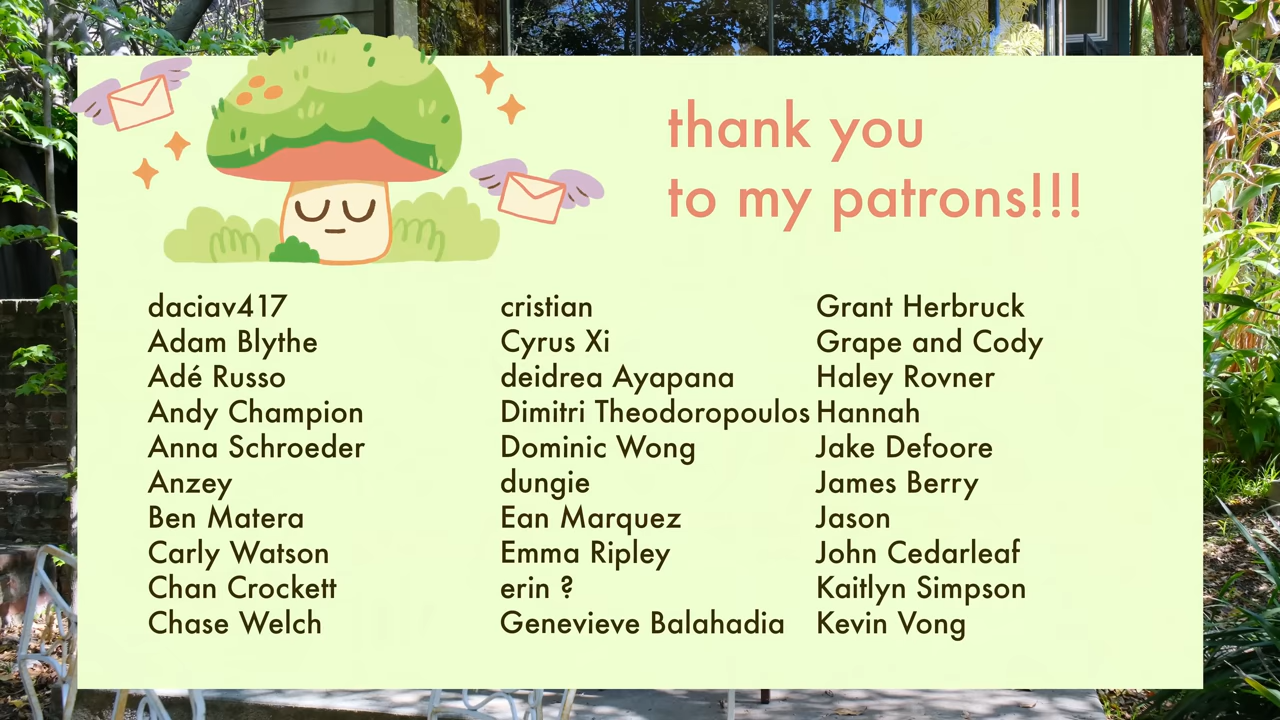 thank you
to my patrons!!!
daciav417
Adam Blythe
Adé Russo
Andy Champion
Anna Schroeder
Anzey
Ben Matera
Carly Watson
Chan Crockett
Chase Welch
cristian
Cyrus Xi
deidrea Ayapana
Dimitri Theodoropoulos
Dominic Wong
dungie
Ean Marquez
Emma Ripley
erin ?
Genevieve Balahadia
Grant Herbruck
Grape and Cody
Haley Rovner
Hannah
Jake Defoore
James Berry
Jason
John Cedarleaf
Kaitlyn Simpson
Kevin Vong